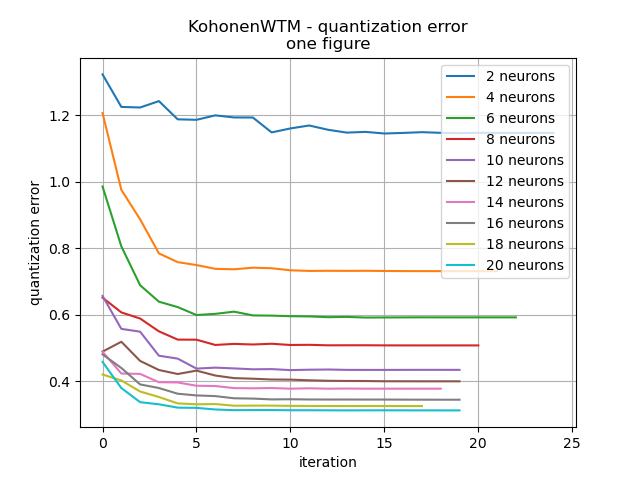 KohonenWTM - quantization error
one figure
quantization error
1.2
1.0
0.8
0.6
0.4
0
5
10
15
20
25
iteration
2 neurons
4 neurons
6 neurons
8 neurons
10 neurons
12 neurons
14 neurons
16 neurons
18 neurons
20 neurons